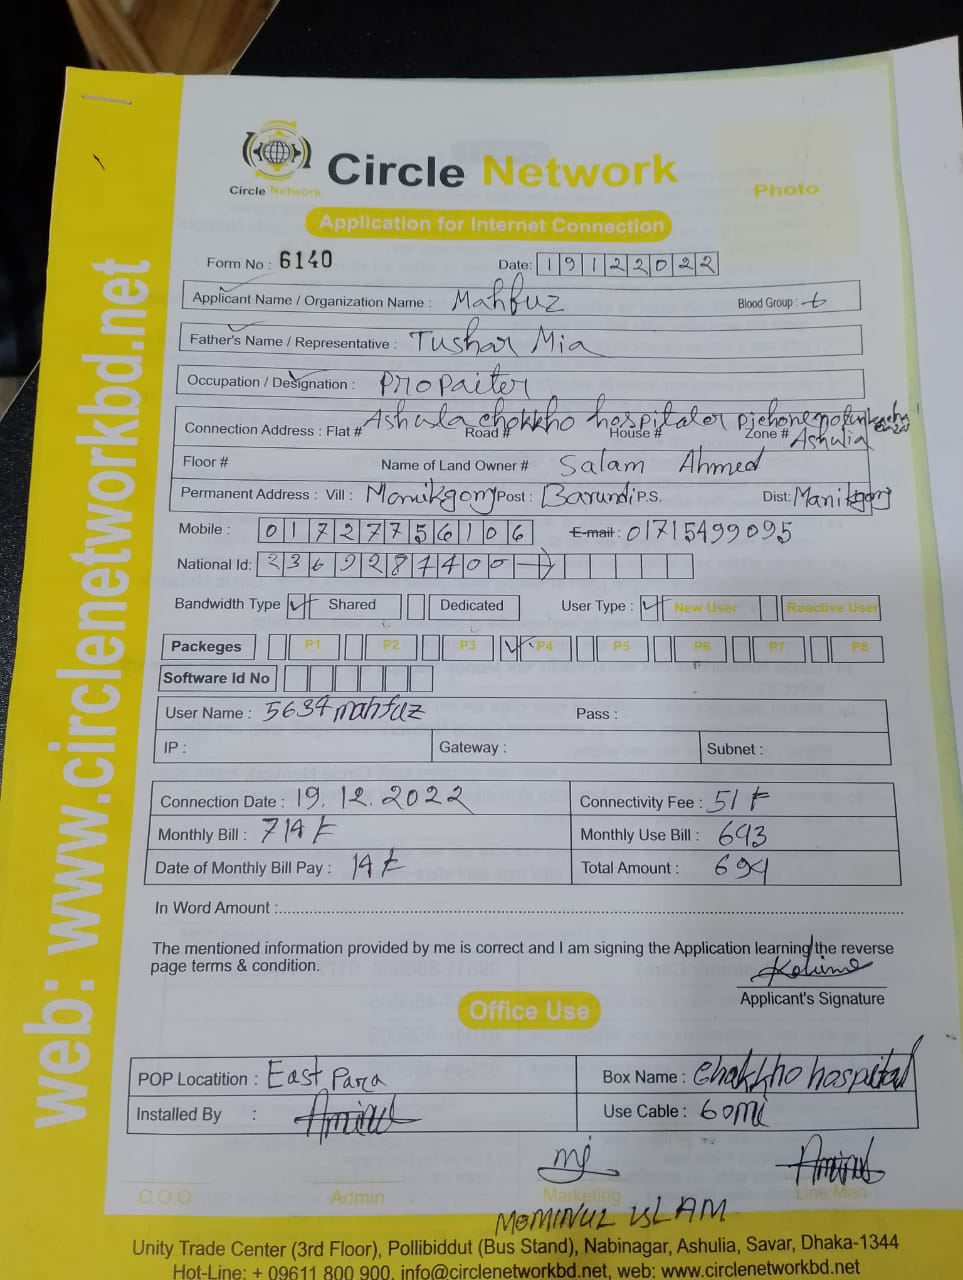 Circle Network
Circle Network
Photo
Application for Internet Connection
Form No : 6140
Date: 19122022
Applicant Name / Organization Name : Mahfuz
Blood Group :
Father's Name / Representative : Tushar Mia
Occupation / Designation : Propaiter
Connection Address : Flat # Road # House # Zone #
Ashula chokkho hospitaler pichone
Ashulia
Floor # Name of Land Owner # Salam Ahmed
Permanent Address : Vill : Manikgonj Post : Barundi P.S. Dist: Manikgonj
Mobile : 01727756106 E-mail : 01715499095
National Id: 2369287400
Bandwidth Type Shared Dedicated User Type : New User Reactive User
Packeges P1 P2 P3 P4 P5 P6 P7 P8
Software Id No
User Name : 5634mahfuz Pass :
IP : Gateway : Subnet :
Connection Date : 19.12.2022 Connectivity Fee : 51 t
Monthly Bill : 714 t Monthly Use Bill : 643
Date of Monthly Bill Pay : 14 t Total Amount : 694
In Word Amount :
The mentioned information provided by me is correct and I am signing the Application learning the reverse
page terms & condition.
Applicant's Signature
Office Use
POP Locatition : East Para Box Name : Chakkho hospital
Installed By : Amirul Use Cable : 60mi
Amirul
C.O.O Admin Marketing Line Man
MOMINUL ISLAM
Unity Trade Center (3rd Floor), Pollibiddut (Bus Stand), Nabinagar, Ashulia, Savar, Dhaka-1344
Hot-Line: + 09611 800 900, info@circlenetworkbd.net, web: www.circlenetworkbd.net
web: www.circlenetworkbd.net